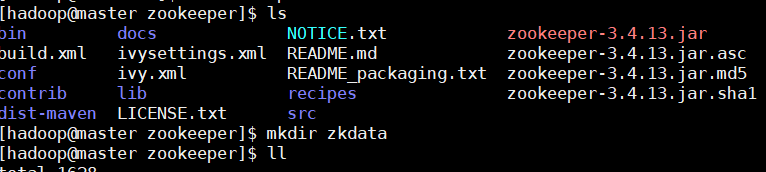 [hadoop@master zookeeper]$ ls
bin docs NOTICE.txt zookeeper-3.4.13.jar
build.xml ivysettings.xml README.md zookeeper-3.4.13.jar.asc
conf ivy.xml README_packaging.txt zookeeper-3.4.13.jar.md5
contrib lib recipes zookeeper-3.4.13.jar.sha1
dist-maven LICENSE.txt src
[hadoop@master zookeeper]$ mkdir zkdata
[hadoop@master zookeeper]$ ll
total 1628